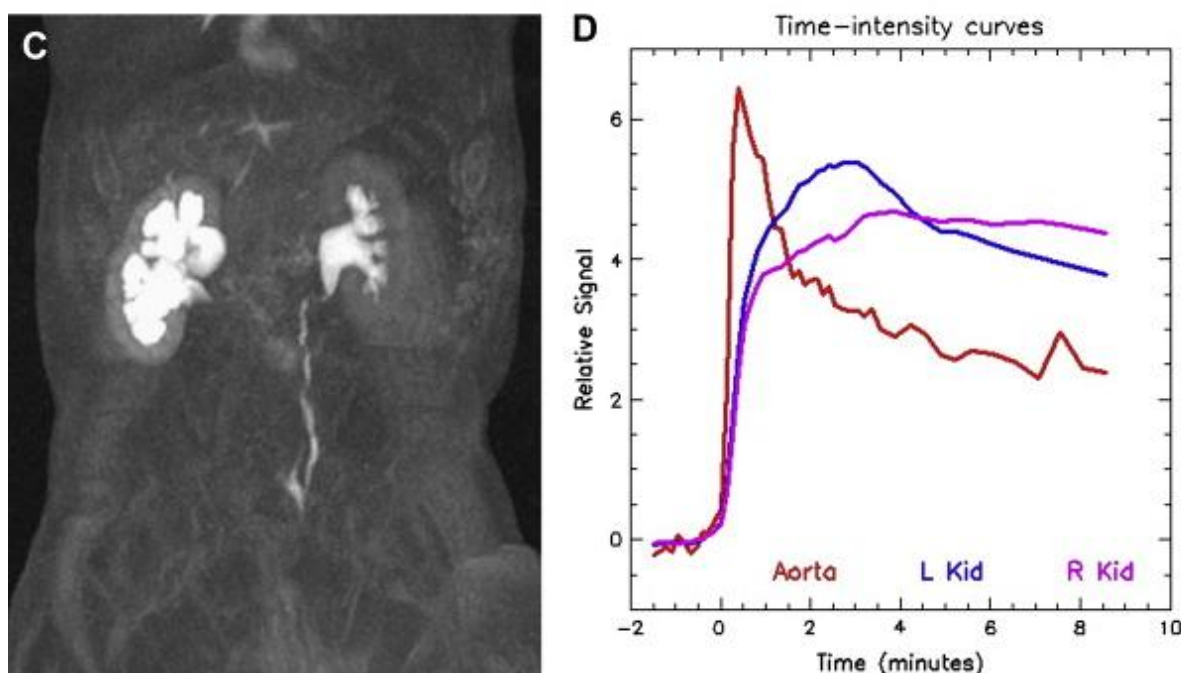 C
D
Time-intensity curves
Relative Signal
6
4
2
0
Aorta L Kid R Kid
-2 0 2 4 6 8 10
Time (minutes)